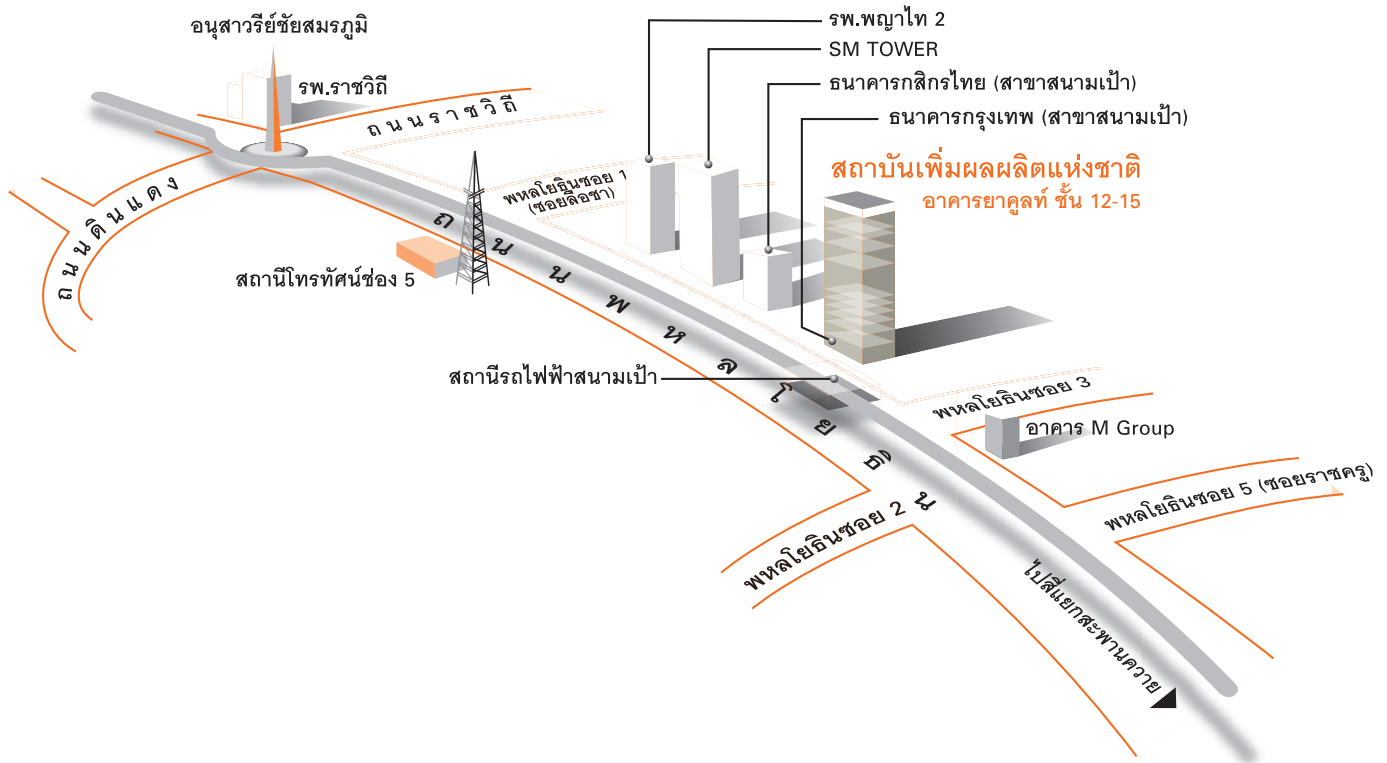 อนุสาวรีย์ชัยสมรภูมิ
รพ.ราชวิถี
ถนนราชวิถี
ถนนดินแดง
รพ.พญาไท 2
SM TOWER
ธนาคารกสิกรไทย (สาขาสนามเป้า)
ธนาคารกรุงเทพ (สาขาสนามเป้า)
สถาบันเพิ่มผลผลิตแห่งชาติ
อาคารยาคูลท์ ชั้น 12-15
พหลโยธินซอย 1
(ซอยลือชา)
สถานีโทรทัศน์ช่อง 5
ถนนพหลโยธิน
สถานีรถไฟฟ้าสนามเป้า
พหลโยธินซอย 3
อาคาร M Group
พหลโยธินซอย 5 (ซอยราชครู)
พหลโยธินซอย 2
ไปสี่แยกสะพานควาย